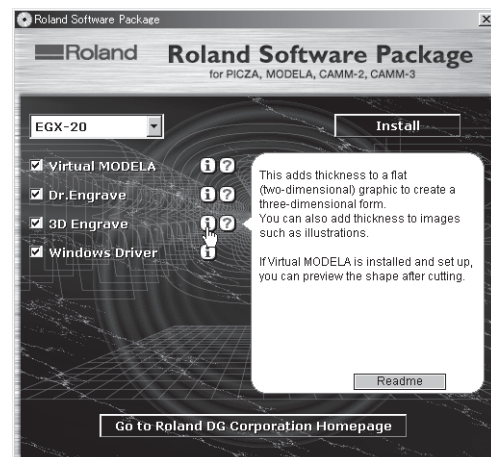 Roland Software Package
Roland
Roland Software Package
for PICZA, MODELA, CAMM-2, CAMM-3
EGX-20
Install
Virtual MODELA
Dr.Engrave
3D Engrave
Windows Driver
This adds thickness to a flat
(two-dimensional) graphic to create a
three-dimensional form.
You can also add thickness to images
such as illustrations.
If Virtual MODELA is installed and set up,
you can preview the shape after cutting.
Readme
Go to Roland DG Corporation Homepage